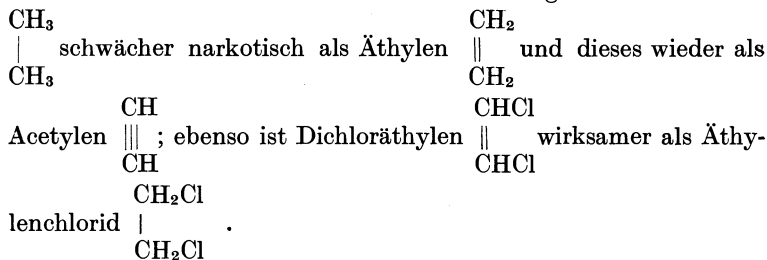 CH₃
| schwächer narkotisch als Äthylen CH₂ || CH₂ und dieses wieder als
CH₃
Acetylen CH ||| CH ; ebenso ist Dichloräthylen CHCl || CHCl wirksamer als Äthy-
lenchlorid CH₂Cl | CH₂Cl .